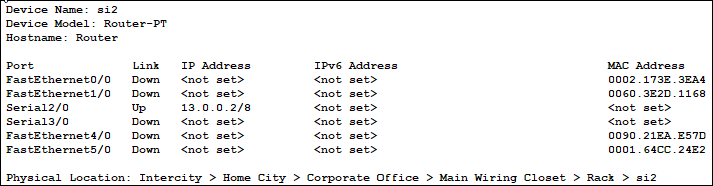 Device Name: si2
Device Model: Router-PT
Hostname: Router
Port Link IP Address IPv6 Address MAC Address
FastEthernet0/0 Down <not set> <not set> 0002.173E.3EA4
FastEthernet1/0 Down <not set> <not set> 0060.3E2D.1168
Serial2/0 Up 13.0.0.2/8 <not set> <not set>
Serial3/0 Down <not set> <not set> <not set>
FastEthernet4/0 Down <not set> <not set> 0090.21EA.E57D
FastEthernet5/0 Down <not set> <not set> 0001.64CC.24E2
Physical Location: Intercity > Home City > Corporate Office > Main Wiring Closet > Rack > si2